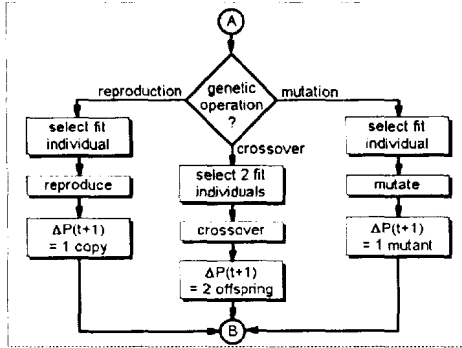 A
reproduction
genetic
operation
?
mutation
crossover
select fit
individual
reproduce
ΔP(t+1)
= 1 copy
select 2 fit
individuals
crossover
ΔP(t+1)
= 2 offspring
select fit
individual
mutate
ΔP(t+1)
= 1 mutant
B